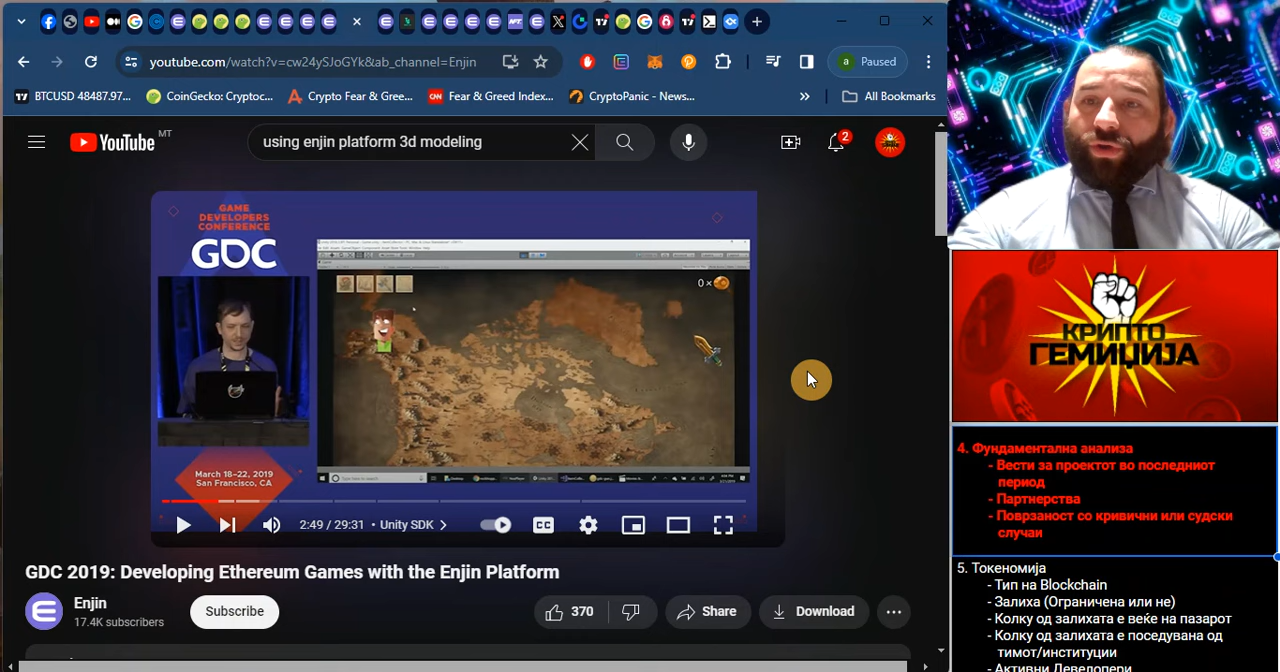 youtube.com/watch?v=cw24ySJoGYk&ab_channel=Enjin
a Paused
BTCUSD 48487.97...
CoinGecko: Cryptoc...
Crypto Fear & Gree...
Fear & Greed Index...
CryptoPanic - News...
»
All Bookmarks
YouTube MT
using enjin platform 3d modeling
2
GAME
DEVELOPERS
CONFERENCE
GDC
0 ×
March 18–22, 2019
San Francisco, CA
2:49 / 29:31 • Unity SDK
CC
GDC 2019: Developing Ethereum Games with the Enjin Platform
Enjin
17.4K subscribers
Subscribe
370
Share
Download
КРИПТО
ГЕМИЏИЈА
4. Фундаментална анализа
- Вести за проектот во последниот
период
- Партнерства
- Поврзаност со кривични или судски
случаи
5. Токеномија
- Тип на Blockchain
- Залиха (Ограничена или не)
- Колку од залихата е веќе на пазарот
- Колку од залихата е поседувана од
тимот/институции
- Активни Девелопери